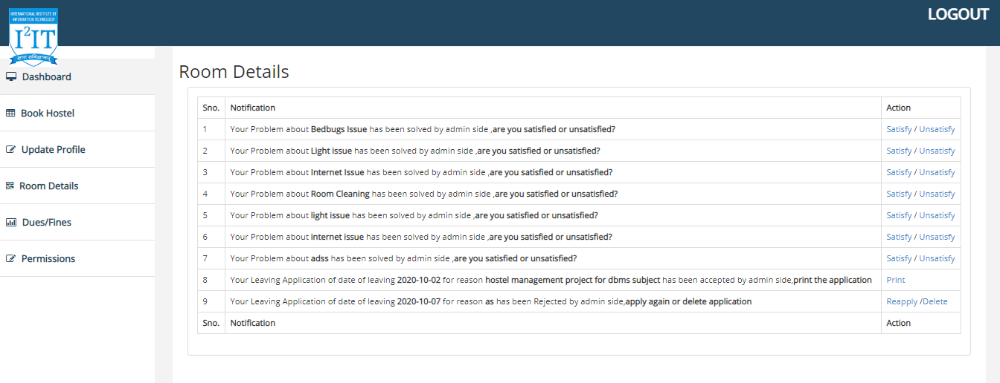 INTERNATIONAL INSTITUTE OF
INFORMATION TECHNOLOGY
I²IT
LOGOUT
Dashboard
Book Hostel
Update Profile
Room Details
Dues/Fines
Permissions
Room Details
Sno. Notification Action
1 Your Problem about Bedbugs Issue has been solved by admin side ,are you satisfied or unsatisfied? Satisfy / Unsatisfy
2 Your Problem about Light issue has been solved by admin side ,are you satisfied or unsatisfied? Satisfy / Unsatisfy
3 Your Problem about Internet Issue has been solved by admin side ,are you satisfied or unsatisfied? Satisfy / Unsatisfy
4 Your Problem about Room Cleaning has been solved by admin side ,are you satisfied or unsatisfied? Satisfy / Unsatisfy
5 Your Problem about light issue has been solved by admin side ,are you satisfied or unsatisfied? Satisfy / Unsatisfy
6 Your Problem about internet issue has been solved by admin side ,are you satisfied or unsatisfied? Satisfy / Unsatisfy
7 Your Problem about adss has been solved by admin side ,are you satisfied or unsatisfied? Satisfy / Unsatisfy
8 Your Leaving Application of date of leaving 2020-10-02 for reason hostel management project for dbms subject has been accepted by admin side,print the application Print
9 Your Leaving Application of date of leaving 2020-10-07 for reason as has been Rejected by admin side,apply again or delete application Reapply /Delete
Sno. Notification Action